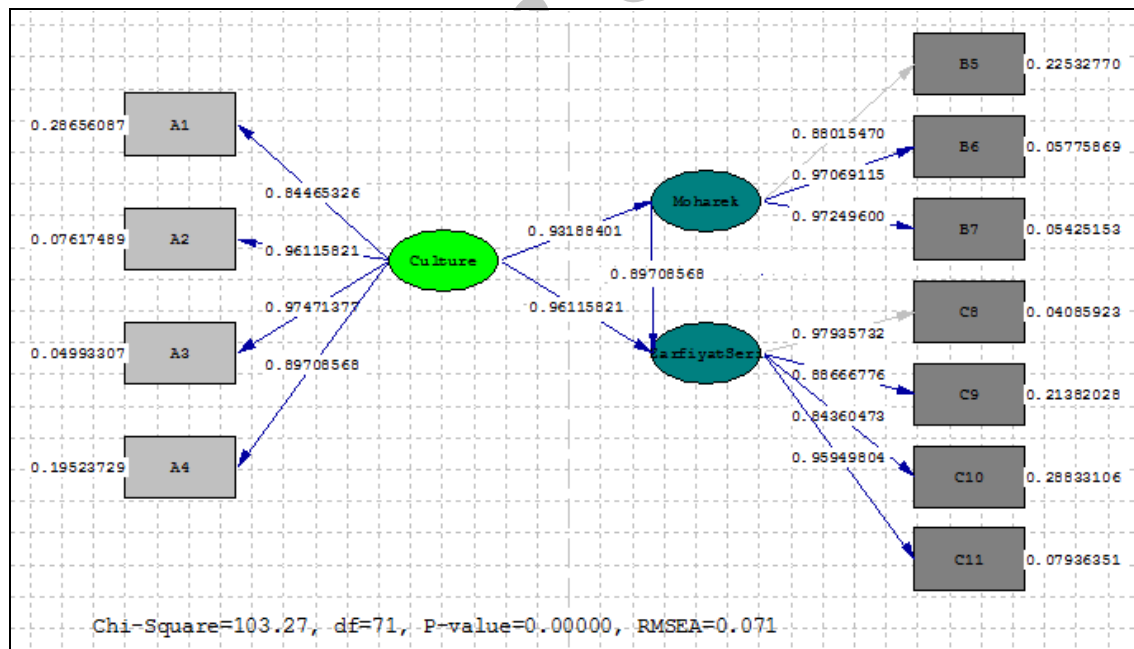 B5 0.22532770
0.28656087 A1
0.88015470
B6 0.05775869
0.97069115
0.84465326
Moharek
0.97249600
B7 0.05425153
A2
0.07617489
0.96115821
0.93188401
Culture
0.89708568
0.97471377
0.96115821
0.97935732
C8 0.04085923
A3
0.04993307
0.89708568
0.88666776
C9 0.21382028
0.84360473
0.95949804
A4
0.19523729
C10 0.28833106
C11 0.07936351
Chi-Square=103.27, df=71, P-value=0.00000, RMSEA=0.071